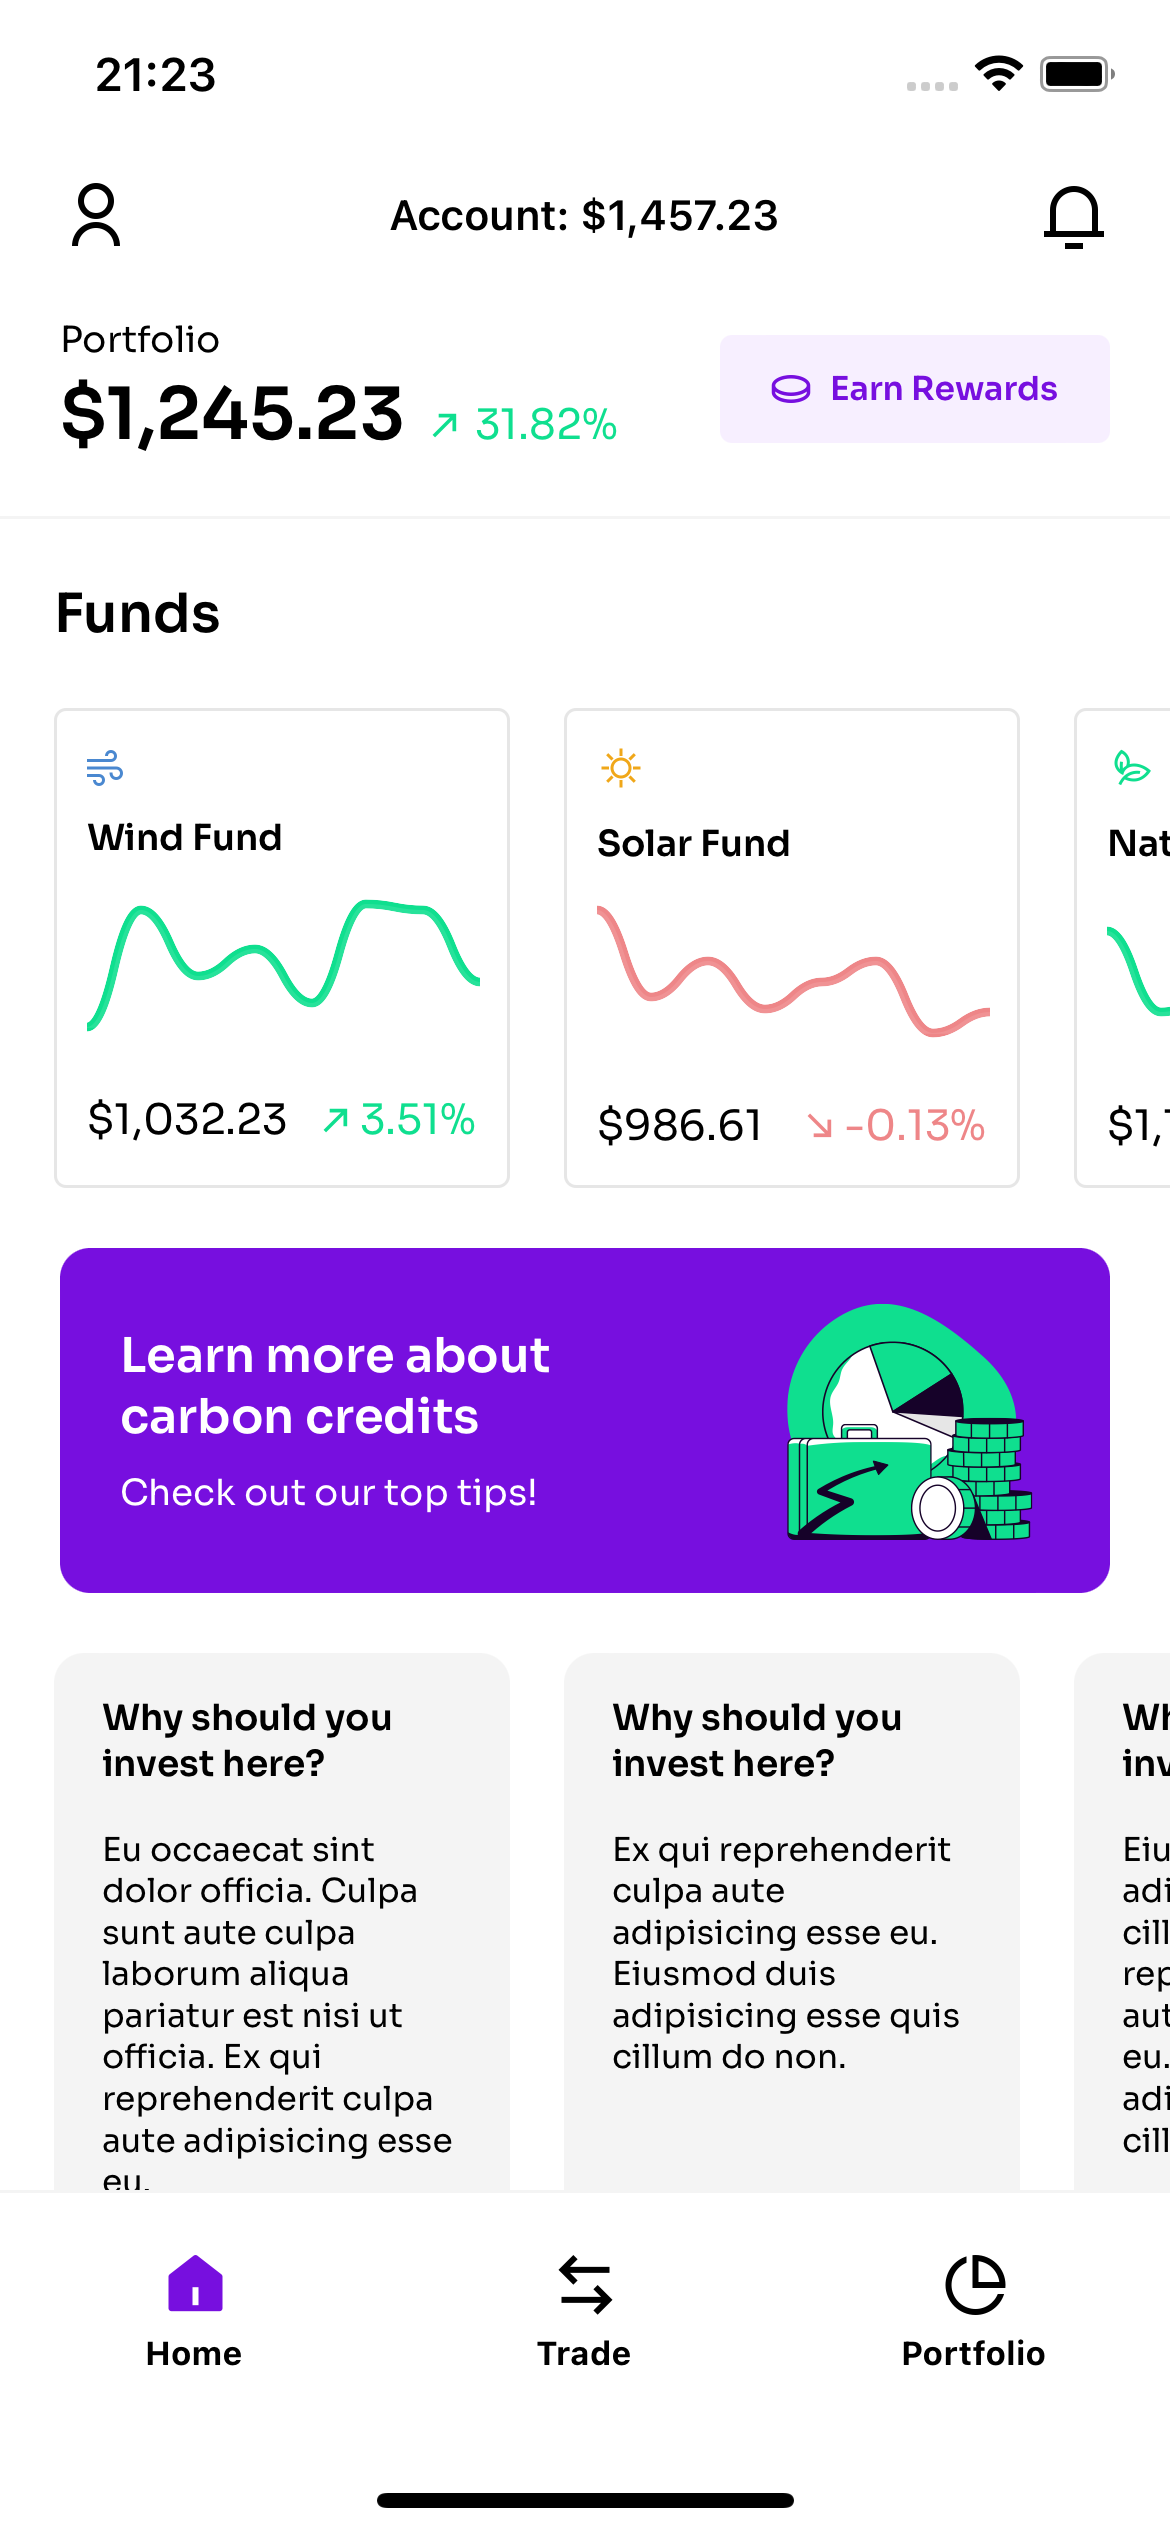 21:23
Account: $1,457.23
Portfolio
$1,245.23 31.82%
Earn Rewards
Funds
Wind Fund
$1,032.23 3.51%
Solar Fund
$986.61 -0.13%
Nat
$1,1
Learn more about
carbon credits
Check out our top tips!
Why should you
invest here?
Eu occaecat sint
dolor officia. Culpa
sunt aute culpa
laborum aliqua
pariatur est nisi ut
officia. Ex qui
reprehenderit culpa
aute adipisicing esse
eu.
Why should you
invest here?
Ex qui reprehenderit
culpa aute
adipisicing esse eu.
Eiusmod duis
adipisicing esse quis
cillum do non.
Wh
inv
Eiu
adi
cill
rep
aut
eu.
adi
cill
Home
Trade
Portfolio